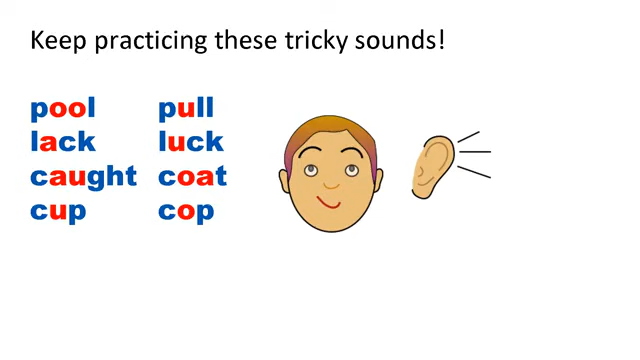 Keep practicing these tricky sounds!
pool pull
lack luck
caught coat
cup cop